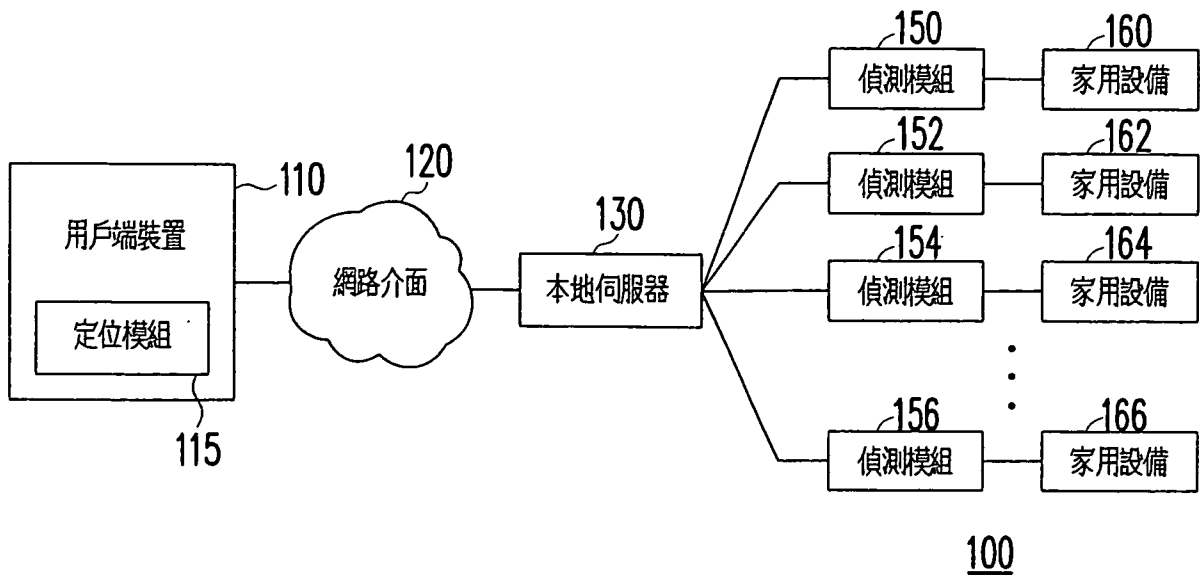 110
用戶端裝置
定位模組
115
120
網路介面
130
本地伺服器
150
偵測模組
160
家用設備
152
偵測模組
162
家用設備
154
偵測模組
164
家用設備
156
偵測模組
166
家用設備
100